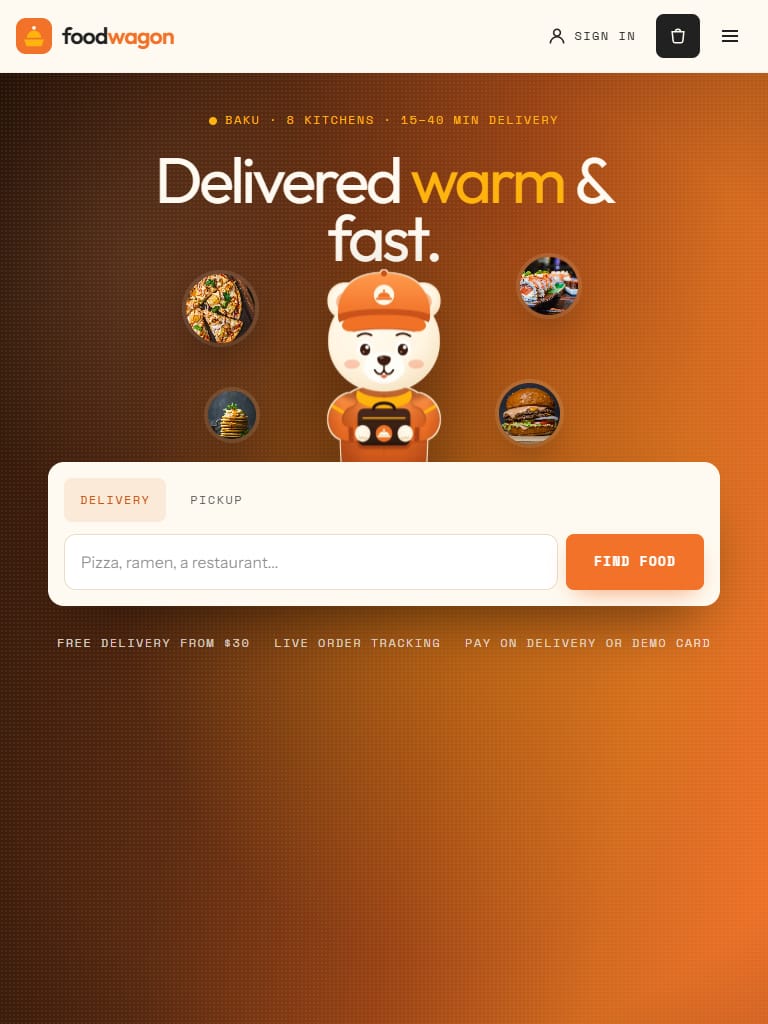 foodwagon
SIGN IN
BAKU · 8 KITCHENS · 15–40 MIN DELIVERY
Delivered warm &
fast.
DELIVERY
PICKUP
Pizza, ramen, a restaurant...
FIND FOOD
FREE DELIVERY FROM $30
LIVE ORDER TRACKING
PAY ON DELIVERY OR DEMO CARD